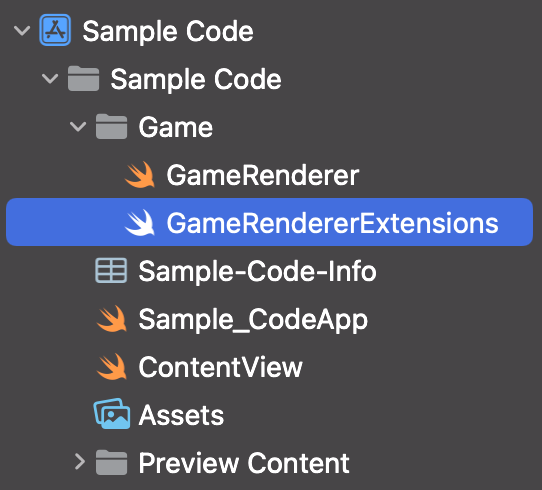 Sample Code
Sample Code
Game
GameRenderer
GameRendererExtensions
Sample-Code-Info
Sample_CodeApp
ContentView
Assets
Preview Content